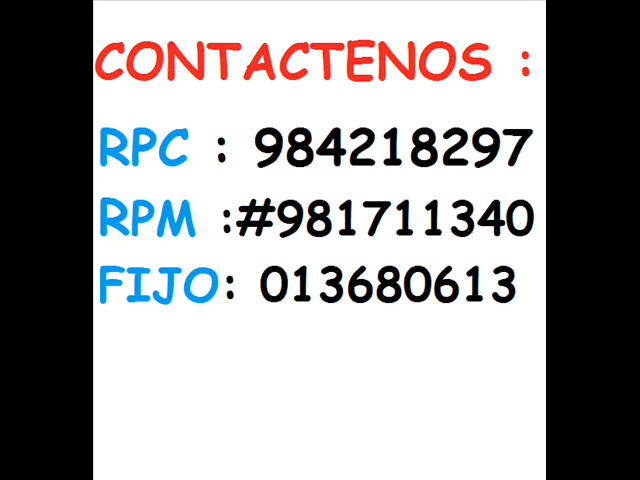 CONTACTENOS :
RPC : 984218297
RPM :#981711340
FIJO: 013680613